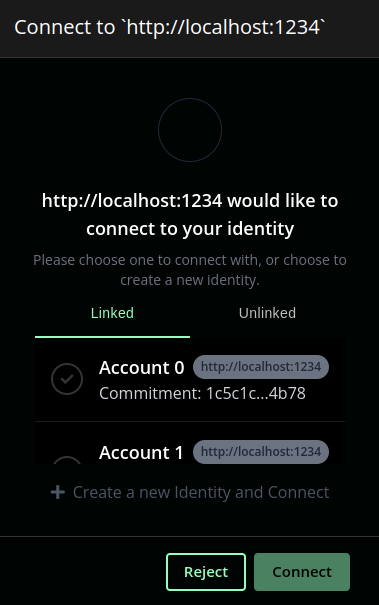 Connect to `http://localhost:1234`
http://localhost:1234 would like to
connect to your identity
Please choose one to connect with, or choose to
create a new identity.
Linked Unlinked
Account 0 http://localhost:1234
Commitment: 1c5c1c...4b78
Account 1 http://localhost:1234
Create a new Identity and Connect
Reject Connect